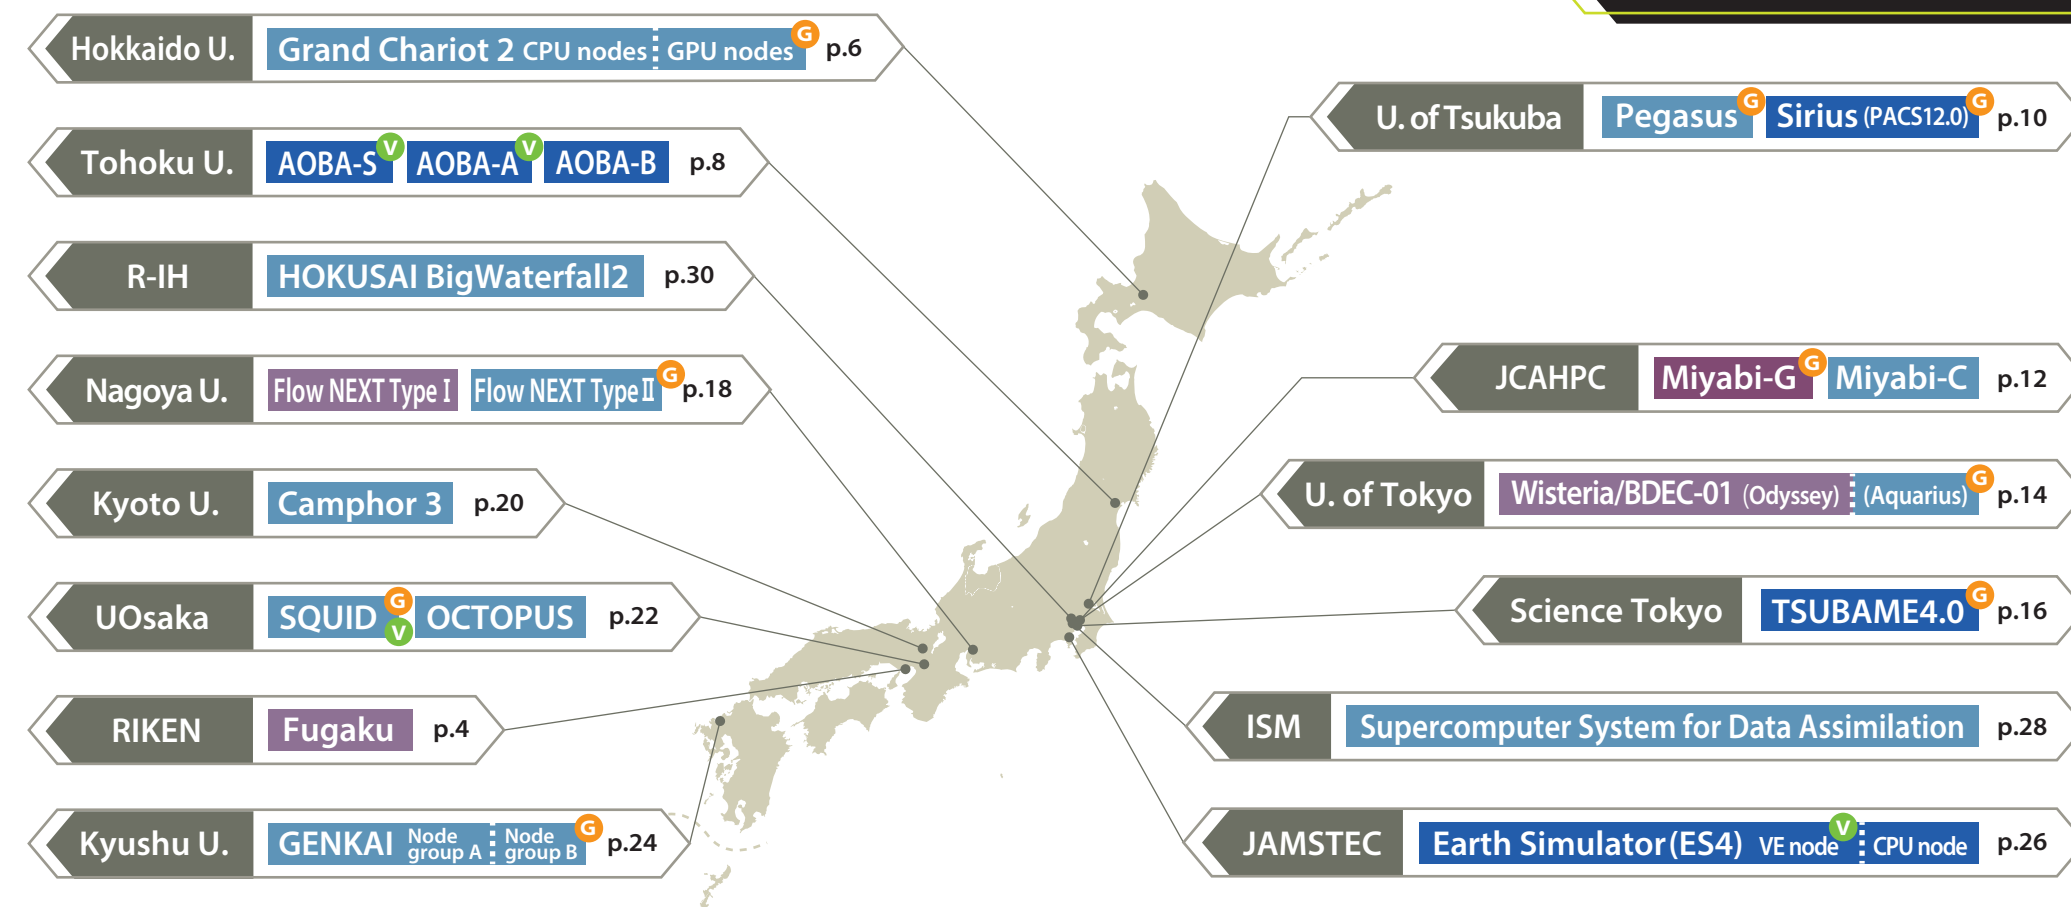 Hokkaido U. Grand Chariot 2 CPU nodes GPU nodes G p.6
Tohoku U. AOBA-S V AOBA-A V AOBA-B p.8
R-IH HOKUSAI BigWaterfall2 p.30
Nagoya U. Flow NEXT Type I Flow NEXT Type II G p.18
Kyoto U. Camphor 3 p.20
UOsaka SQUID G V OCTOPUS p.22
RIKEN Fugaku p.4
Kyushu U. GENKAI Node group A Node group B G p.24
U. of Tsukuba Pegasus G Sirius (PACS12.0) G p.10
JCAHPC Miyabi-G G Miyabi-C p.12
U. of Tokyo Wisteria/BDEC-01 (Odyssey) (Aquarius) G p.14
Science Tokyo TSUBAME4.0 G p.16
ISM Supercomputer System for Data Assimilation p.28
JAMSTEC Earth Simulator (ES4) VE node V CPU node p.26